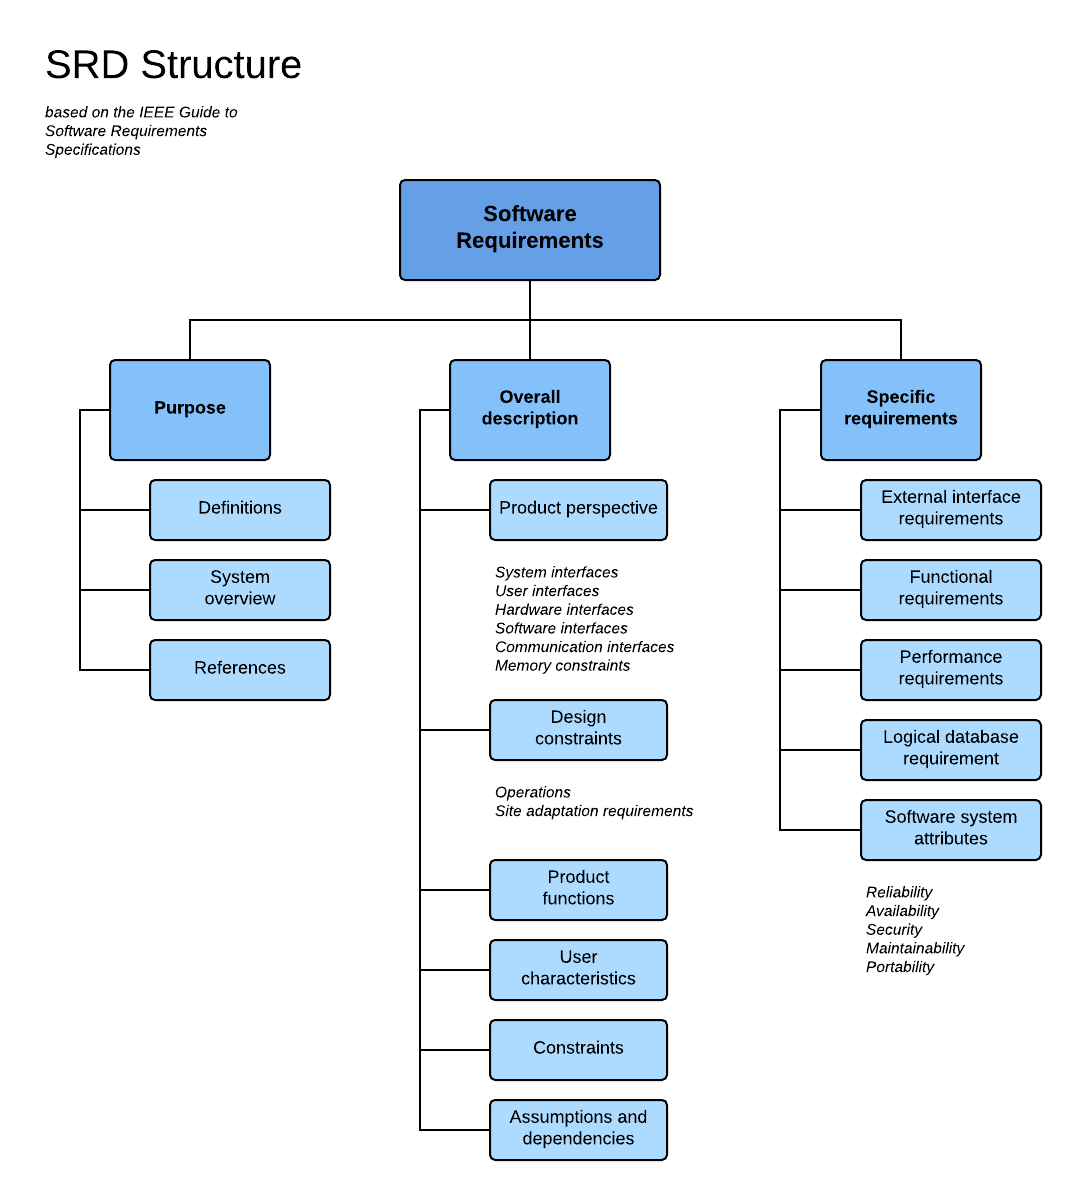 SRD Structure
based on the IEEE Guide to
Software Requirements
Specifications
Software
Requirements
Purpose
Definitions
System
overview
References
Overall
description
Product perspective
System interfaces
User interfaces
Hardware interfaces
Software interfaces
Communication interfaces
Memory constraints
Design
constraints
Operations
Site adaptation requirements
Product
functions
User
characteristics
Constraints
Assumptions and
dependencies
Specific
requirements
External interface
requirements
Functional
requirements
Performance
requirements
Logical database
requirement
Software system
attributes
Reliability
Availability
Security
Maintainability
Portability